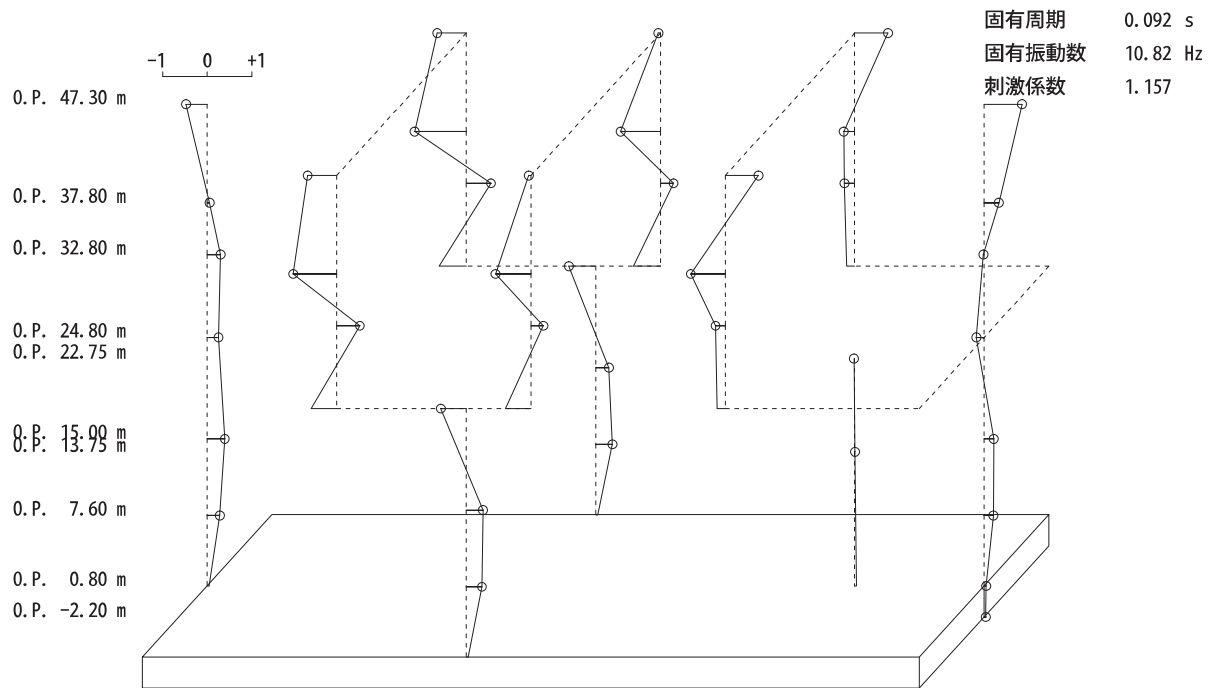 固有周期 0.092 s
固有振動数 10.82 Hz
刺激係数 1.157
-1 0 +1
O.P. 47.30 m
O.P. 37.80 m
O.P. 32.80 m
O.P. 24.80 m
O.P. 22.75 m
O.P. 15.00 m
O.P. 13.75 m
O.P. 7.60 m
O.P. 0.80 m
O.P. -2.20 m